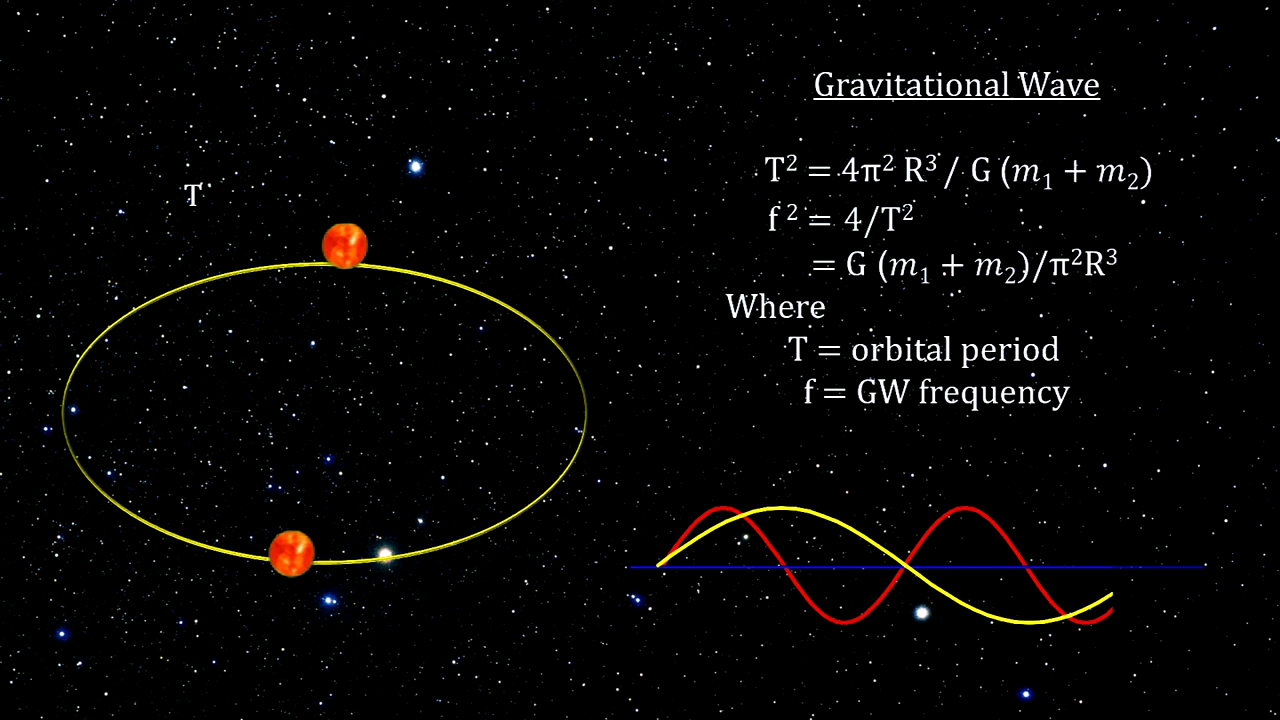 Gravitational Wave
T
T² = 4π² R³ / G (m₁ + m₂)
f ² = 4/T²
= G (m₁ + m₂)/π²R³
Where
T = orbital period
f = GW frequency